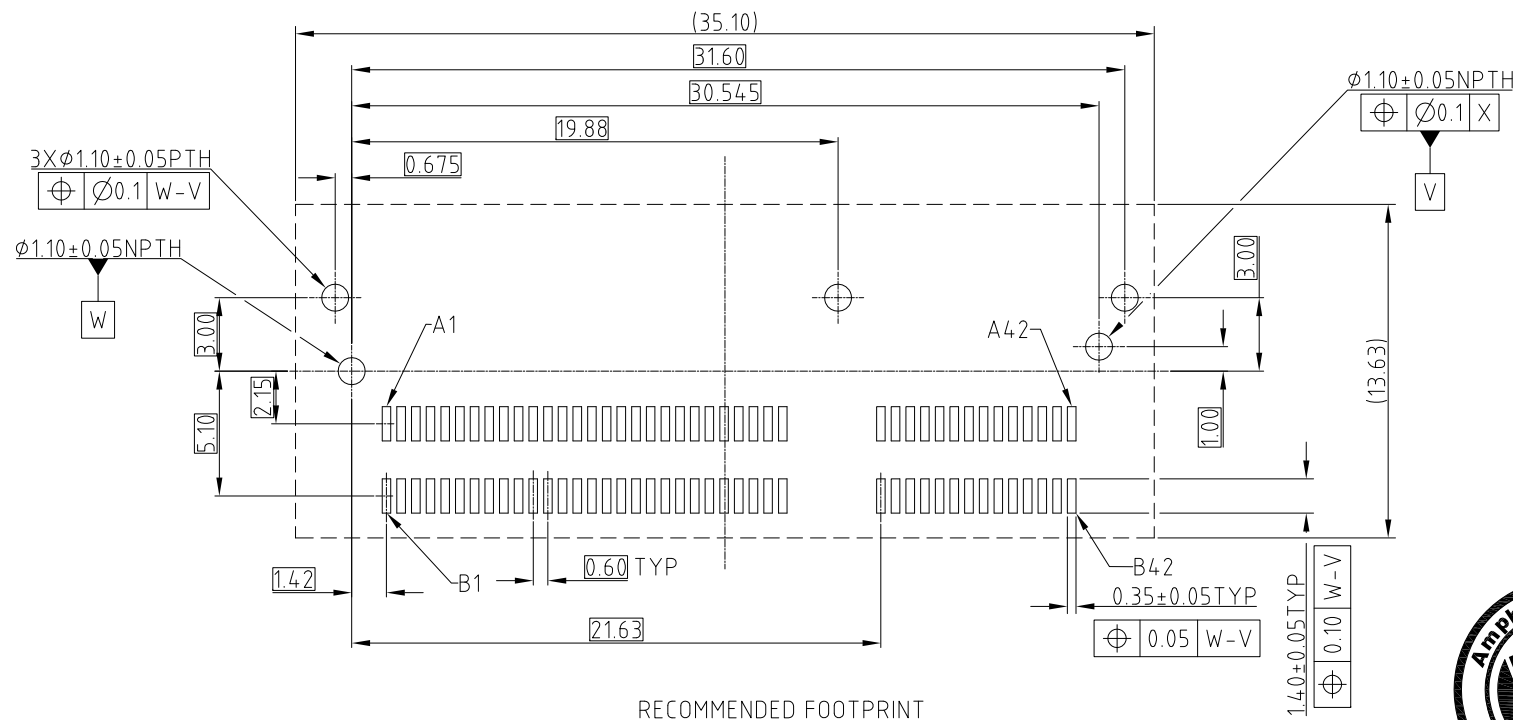 (35.10)
31.60
30.545
19.88
0.675
3XØ1.10±0.05PTH
⌖ Ø0.1 W-V
Ø1.10±0.05NPTH
W
Ø1.10±0.05NPTH
⌖ Ø0.1 X
V
3.00
3.00
A1
A42
2.15
5.10
1.00
(13.63)
1.42
B1
0.60 TYP
21.63
B42
0.35±0.05TYP
⌖ 0.05 W-V
1.40±0.05TYP
⌖ 0.10 W-V
RECOMMENDED FOOTPRINT